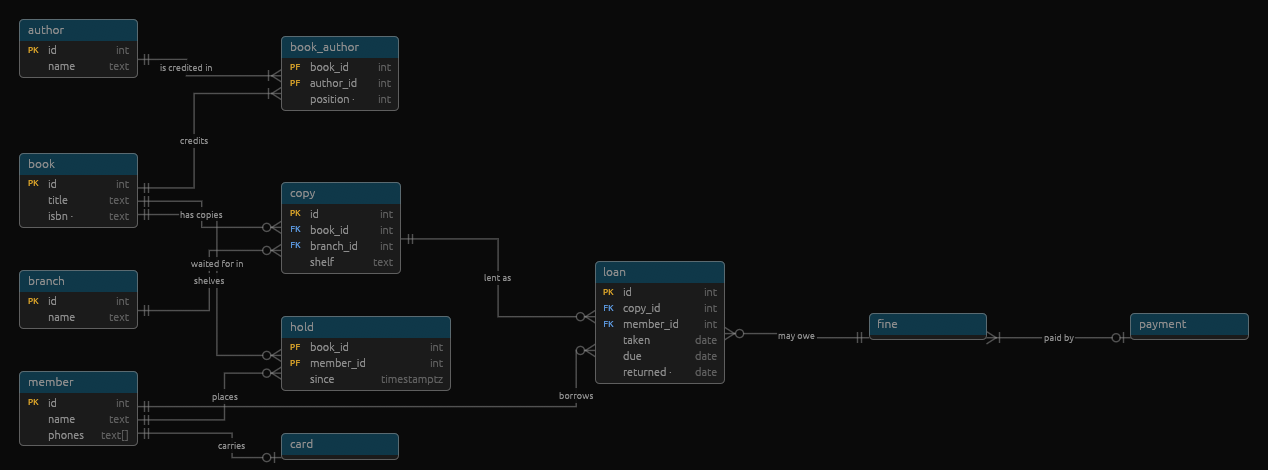 author
PK id int
name text
is credited in
book_author
PF book_id int
PF author_id int
position · int
credits
book
PK id int
title text
isbn · text
has copies
copy
PK id int
FK book_id int
FK branch_id int
shelf text
waited for in
shelves
branch
PK id int
name text
lent as
loan
PK id int
FK copy_id int
FK member_id int
taken date
due date
returned · date
may owe
fine
paid by
payment
hold
PF book_id int
PF member_id int
since timestamptz
member
PK id int
name text
phones text[]
places
borrows
carries
card